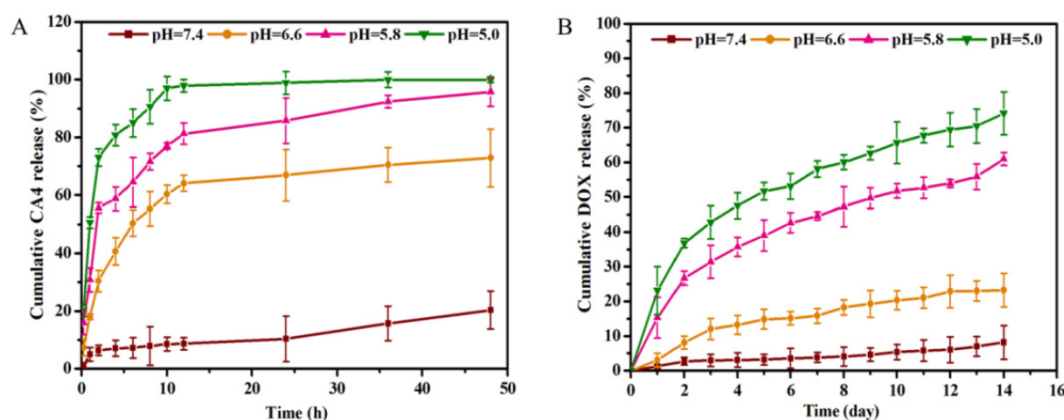 A
pH=7.4 pH=6.6 pH=5.8 pH=5.0
Cumulative CA4 release (%)
120
100
80
60
40
20
0
0 10 20 30 40 50
Time (h)
B
pH=7.4 pH=6.6 pH=5.8 pH=5.0
Cumulative DOX release (%)
100
90
80
70
60
50
40
30
20
10
0
0 2 4 6 8 10 12 14 16
Time (day)